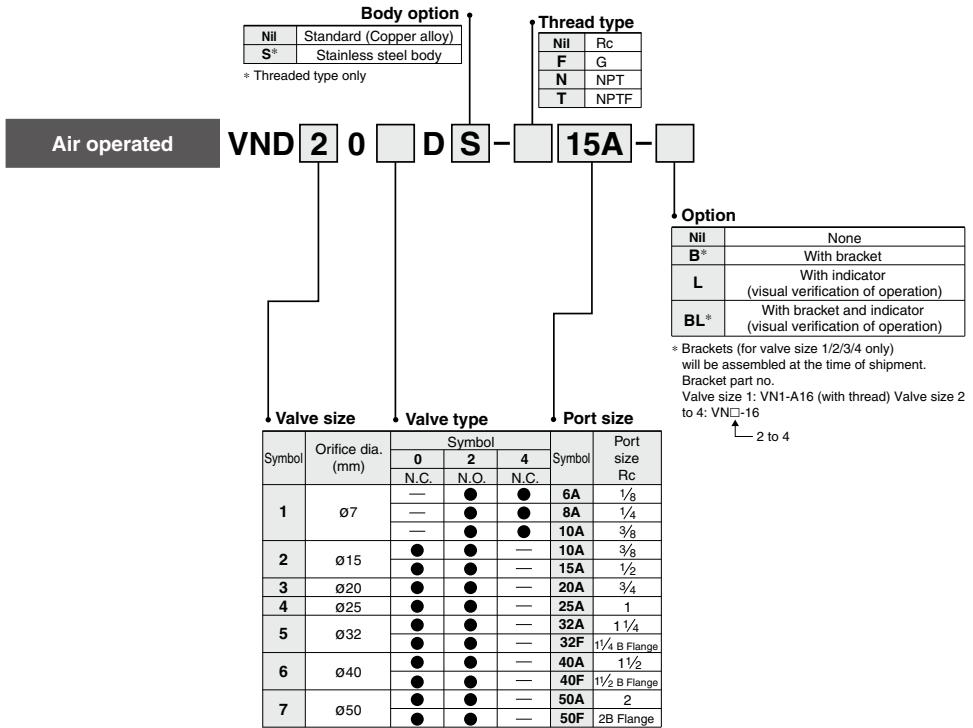 Body option
Nil Standard (Copper alloy)
S* Stainless steel body
* Threaded type only
Thread type
Nil Rc
F G
N NPT
T NPTF
Air operated
VND 2 0 □ D S – □ 15A – □
Option
Nil None
B* With bracket
L With indicator
(visual verification of operation)
BL* With bracket and indicator
(visual verification of operation)
* Brackets (for valve size 1/2/3/4 only)
will be assembled at the time of shipment.
Bracket part no.
Valve size 1: VN1-A16 (with thread) Valve size 2
to 4: VN□-16
2 to 4
Valve size
Valve type
Port size
Symbol Orifice dia. (mm) Symbol Symbol Port size Rc
0 2 4
N.C. N.O. N.C.
1 ø7 — ● ● 6A 1/8
— ● ● 8A 1/4
— ● ● 10A 3/8
2 ø15 ● ● — 10A 3/8
● ● — 15A 1/2
3 ø20 ● ● — 20A 3/4
4 ø25 ● ● — 25A 1
5 ø32 ● ● — 32A 1 1/4
● ● — 32F 1 1/4 B Flange
6 ø40 ● ● — 40A 1 1/2
● ● — 40F 1 1/2 B Flange
7 ø50 ● ● — 50A 2
● ● — 50F 2B Flange